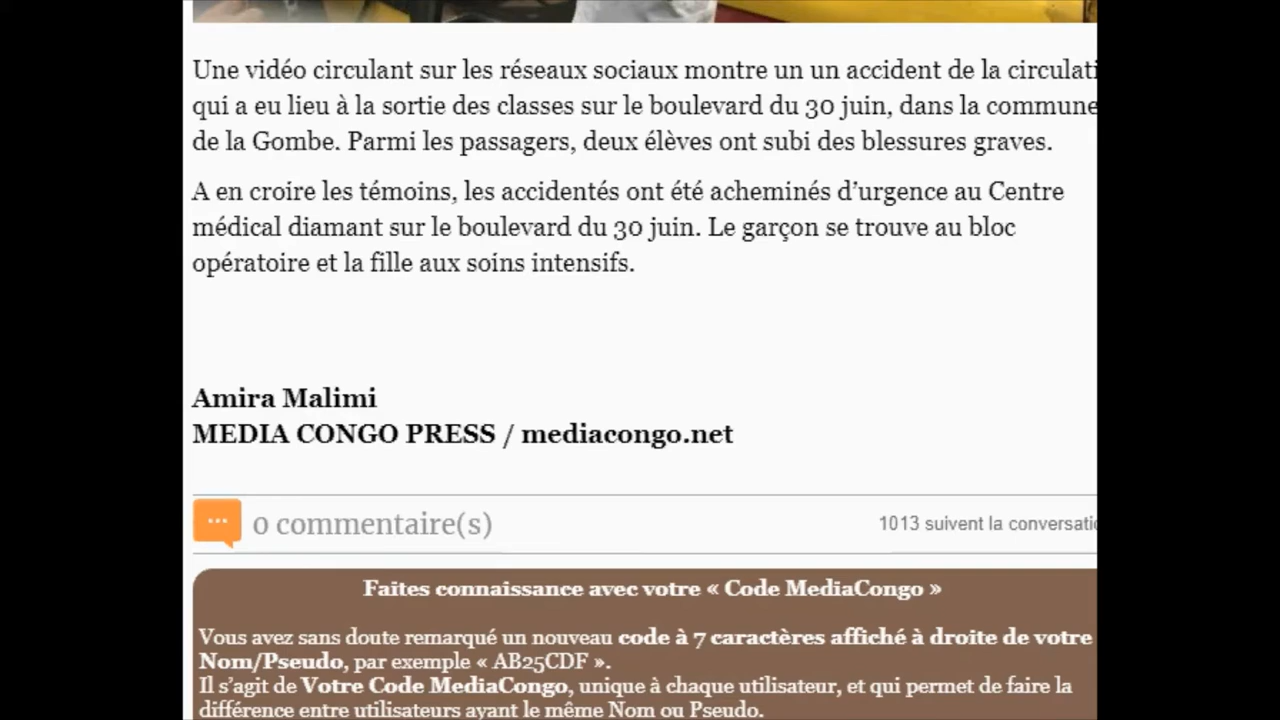 Une vidéo circulant sur les réseaux sociaux montre un un accident de la circulati
qui a eu lieu à la sortie des classes sur le boulevard du 30 juin, dans la commune
de la Gombe. Parmi les passagers, deux élèves ont subi des blessures graves.
A en croire les témoins, les accidentés ont été acheminés d’urgence au Centre
médical diamant sur le boulevard du 30 juin. Le garçon se trouve au bloc
opératoire et la fille aux soins intensifs.
Amira Malimi
MEDIA CONGO PRESS / mediacongo.net
0 commentaire(s)
1013 suivent la conversatio
Faites connaissance avec votre « Code MediaCongo »
Vous avez sans doute remarqué un nouveau code à 7 caractères affiché à droite de votre
Nom/Pseudo, par exemple « AB25CDF ».
Il s’agit de Votre Code MediaCongo, unique à chaque utilisateur, et qui permet de faire la
différence entre utilisateurs ayant le même Nom ou Pseudo.